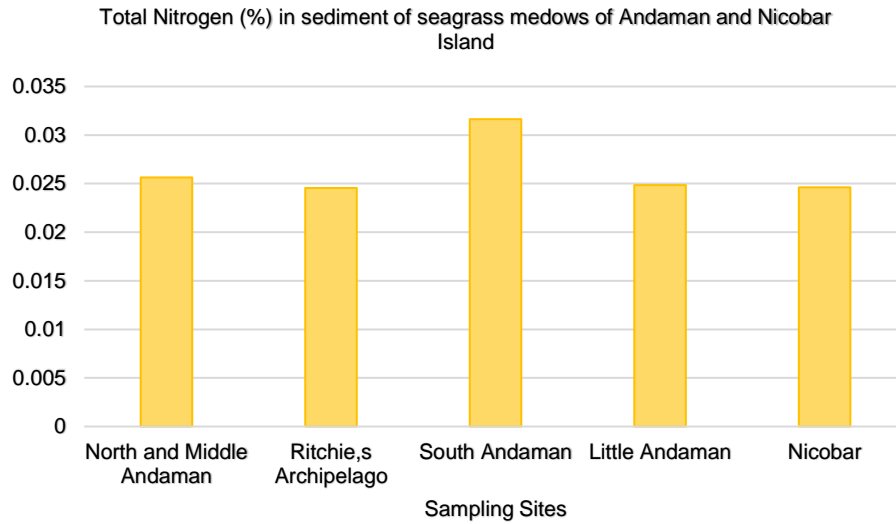 Total Nitrogen (%) in sediment of seagrass medows of Andaman and Nicobar
Island
0.035
0.03
0.025
0.02
0.015
0.01
0.005
0
North and Middle
Andaman
Ritchie,s
Archipelago
South Andaman
Little Andaman
Nicobar
Sampling Sites